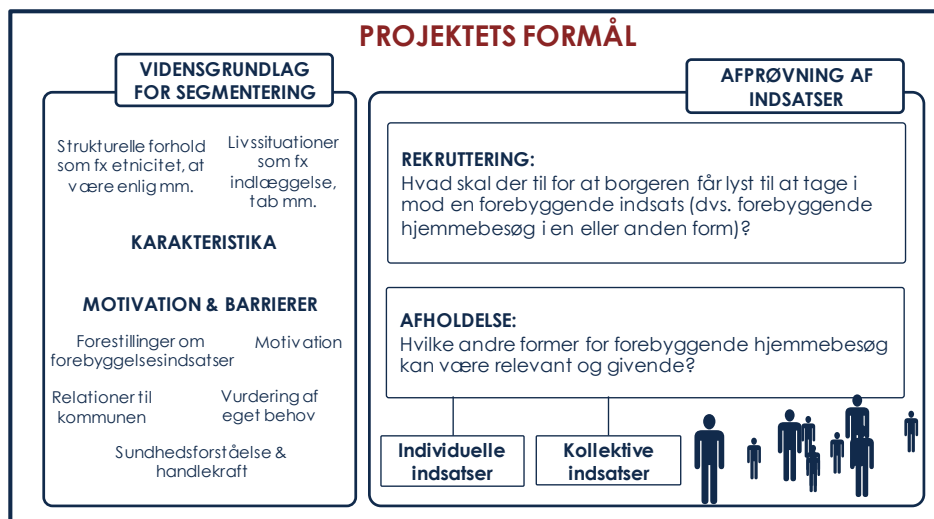 PROJEKTETS FORMÅL
VIDENSGRUNDLAG
FOR SEGMENTERING
Strukturelle forhold
som fx etnicitet, at
være enlig mm.
Livssituationer
som fx
indlæggelse,
tab mm.
KARAKTERISTIKA
MOTIVATION & BARRIERER
Forestillinger om
forebyggelsesindsatser
Motivation
Relationer til
kommunen
Vurdering af
eget behov
Sundhedsforståelse &
handlekraft
AFPRØVNING AF
INDSATSER
REKRUTTERING:
Hvad skal der til for at borgeren får lyst til at tage i
mod en forebyggende indsats (dvs. forebyggende
hjemmebesøg i en eller anden form)?
AFHOLDELSE:
Hvilke andre former for forebyggende hjemmebesøg
kan være relevant og givende?
Individuelle
indsatser
Kollektive
indsatser